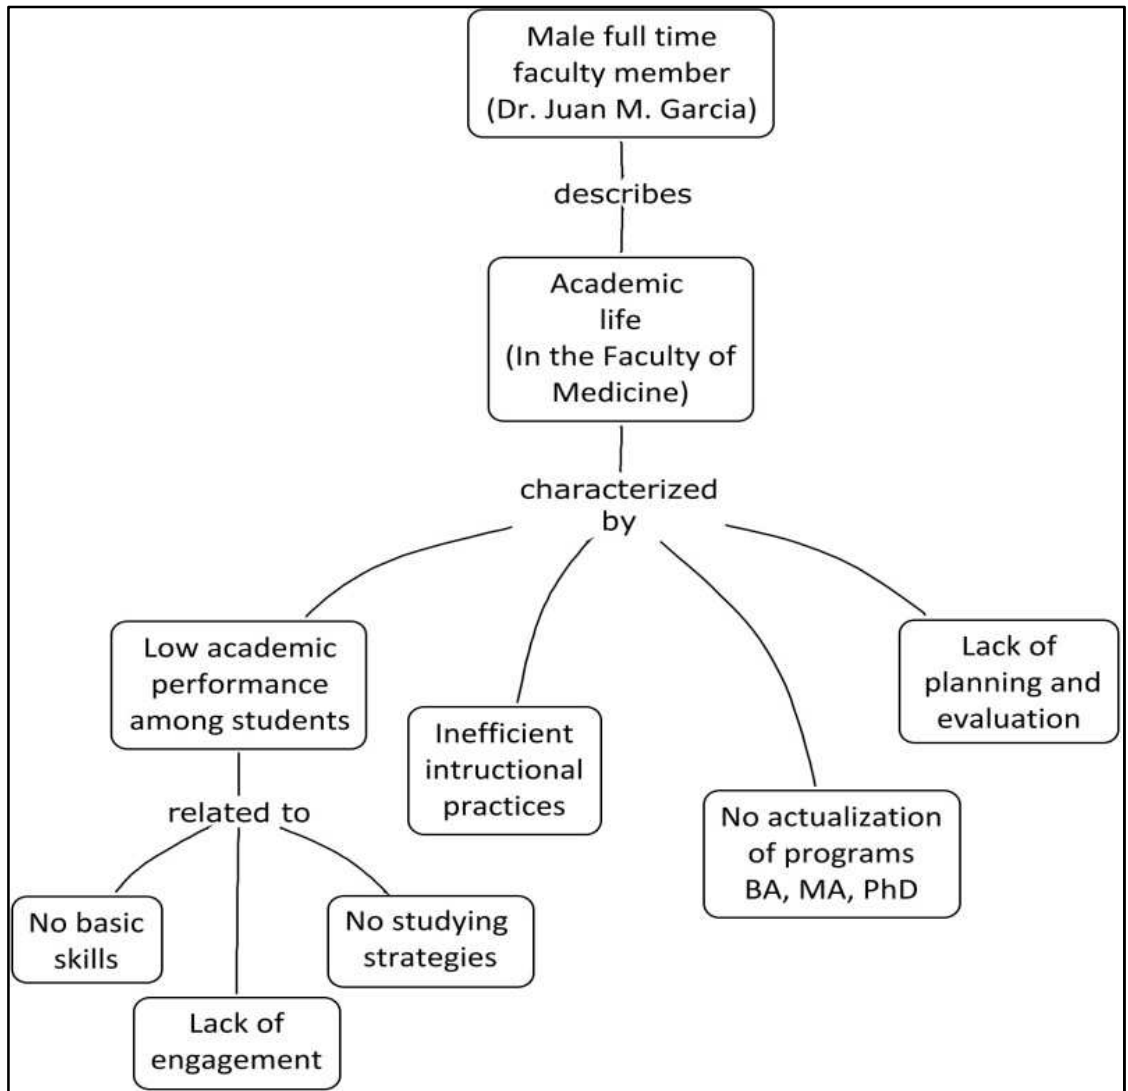 Male full time
faculty member
(Dr. Juan M. Garcia)
describes
Academic
life
(In the Faculty of
Medicine)
characterized
by
Low academic
performance
among students
Inefficient
intructional
practices
No actualization
of programs
BA, MA, PhD
Lack of
planning and
evaluation
related to
No basic
skills
Lack of
engagement
No studying
strategies